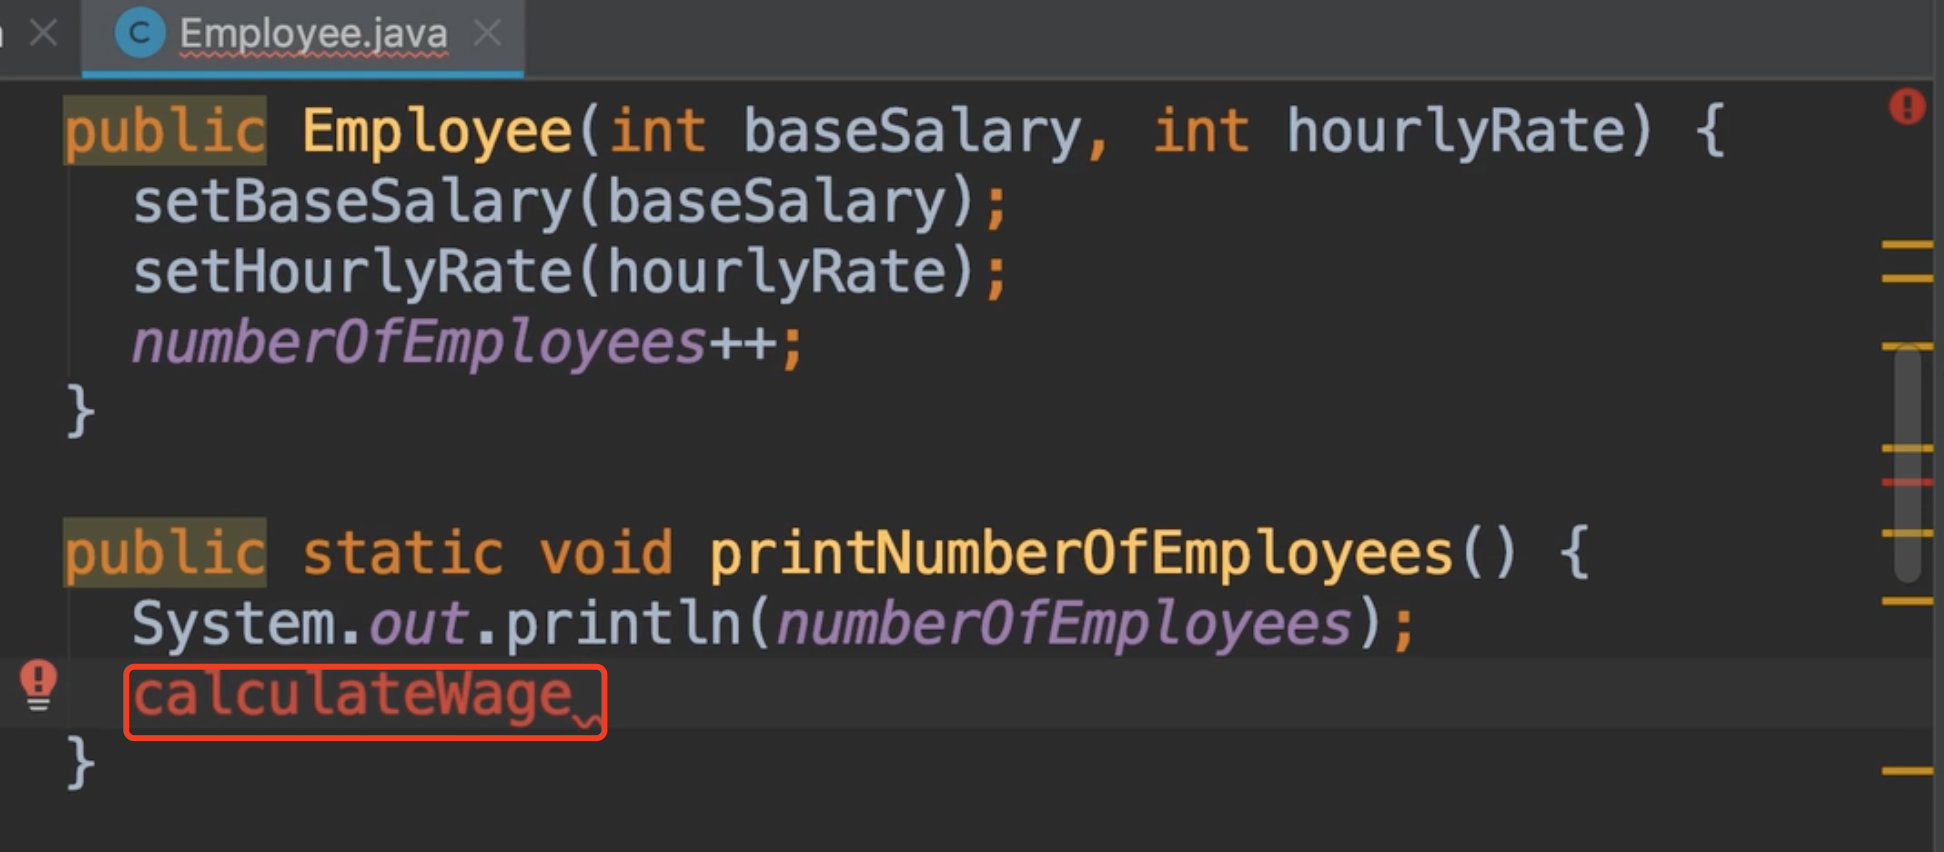 Employee.java
public Employee(int baseSalary, int hourlyRate) {
setBaseSalary(baseSalary);
setHourlyRate(hourlyRate);
numberOfEmployees++;
}
public static void printNumberOfEmployees() {
System.out.println(numberOfEmployees);
calculateWage
}